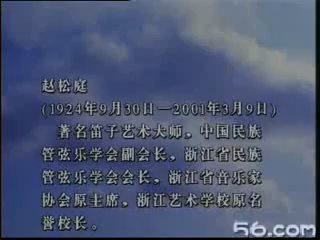 赵松庭
(1924年9月30日—2001年3月9日)
著名笛子艺术大师，中国民族
管弦乐学会副会长，浙江省民族
管弦乐学会会长，浙江省音乐家
协会原主席，浙江艺术学校原名
誉校长。
56.com